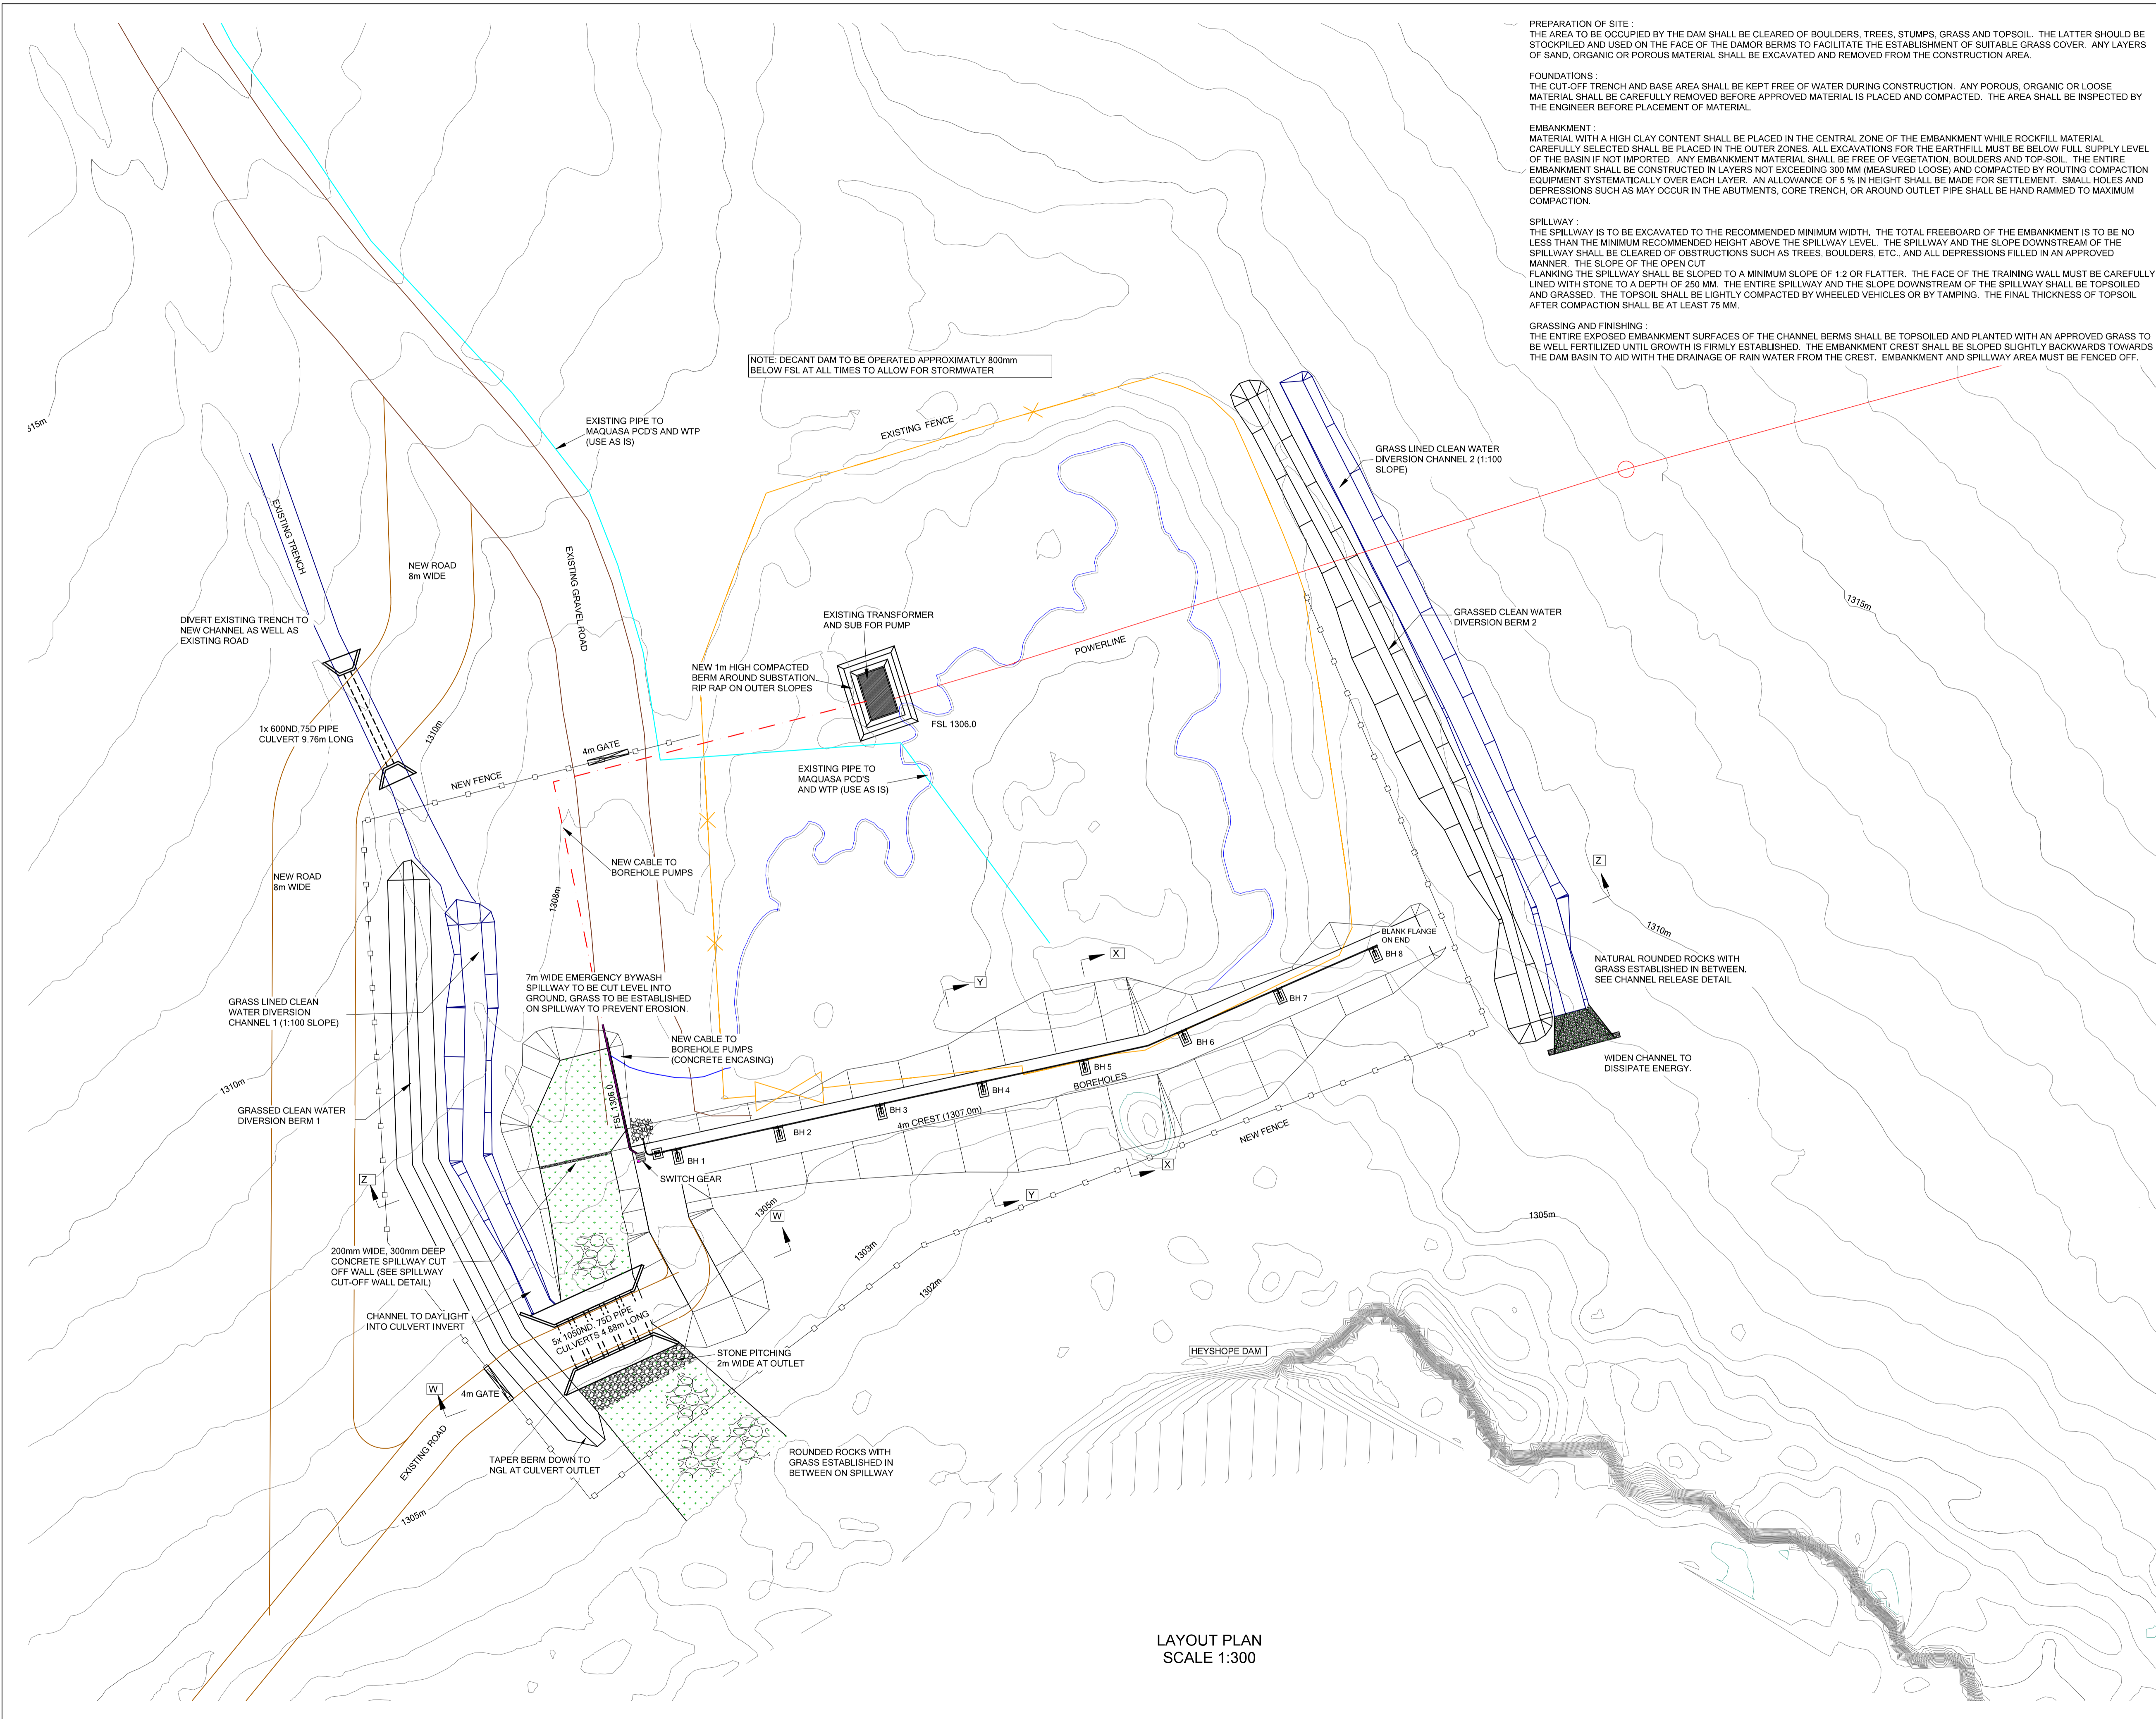 PREPARATION OF SITE :
THE AREA TO BE OCCUPIED BY THE DAM SHALL BE CLEARED OF BOULDERS, TREES, STUMPS, GRASS AND TOPSOIL. THE LATTER SHOULD BE
STOCKPILED AND USED ON THE FACE OF THE DAMOR BERMS TO FACILITATE THE ESTABLISHMENT OF SUITABLE GRASS COVER. ANY LAYERS
OF SAND, ORGANIC OR POROUS MATERIAL SHALL BE EXCAVATED AND REMOVED FROM THE CONSTRUCTION AREA.
FOUNDATIONS :
THE CUT-OFF TRENCH AND BASE AREA SHALL BE KEPT FREE OF WATER DURING CONSTRUCTION. ANY POROUS, ORGANIC OR LOOSE
MATERIAL SHALL BE CAREFULLY REMOVED BEFORE APPROVED MATERIAL IS PLACED AND COMPACTED. THE AREA SHALL BE INSPECTED BY
THE ENGINEER BEFORE PLACEMENT OF MATERIAL.
EMBANKMENT :
MATERIAL WITH A HIGH CLAY CONTENT SHALL BE PLACED IN THE CENTRAL ZONE OF THE EMBANKMENT WHILE ROCKFILL MATERIAL
CAREFULLY SELECTED SHALL BE PLACED IN THE OUTER ZONES. ALL EXCAVATIONS FOR THE EARTHFILL MUST BE BELOW FULL SUPPLY LEVEL
OF THE BASIN IF NOT IMPORTED. ANY EMBANKMENT MATERIAL SHALL BE FREE OF VEGETATION, BOULDERS AND TOP-SOIL. THE ENTIRE
EMBANKMENT SHALL BE CONSTRUCTED IN LAYERS NOT EXCEEDING 300 MM (MEASURED LOOSE) AND COMPACTED BY ROUTING COMPACTION
EQUIPMENT SYSTEMATICALLY OVER EACH LAYER. AN ALLOWANCE OF 5 % IN HEIGHT SHALL BE MADE FOR SETTLEMENT. SMALL HOLES AND
DEPRESSIONS SUCH AS MAY OCCUR IN THE ABUTMENTS, CORE TRENCH, OR AROUND OUTLET PIPE SHALL BE HAND RAMMED TO MAXIMUM
COMPACTION.
SPILLWAY :
THE SPILLWAY IS TO BE EXCAVATED TO THE RECOMMENDED MINIMUM WIDTH, THE TOTAL FREEBOARD OF THE EMBANKMENT IS TO BE NO
LESS THAN THE MINIMUM RECOMMENDED HEIGHT ABOVE THE SPILLWAY LEVEL. THE SPILLWAY AND THE SLOPE DOWNSTREAM OF THE
SPILLWAY SHALL BE CLEARED OF OBSTRUCTIONS SUCH AS TREES, BOULDERS, ETC., AND ALL DEPRESSIONS FILLED IN AN APPROVED
MANNER. THE SLOPE OF THE OPEN CUT
FLANKING THE SPILLWAY SHALL BE SLOPED TO A MINIMUM SLOPE OF 1:2 OR FLATTER. THE FACE OF THE TRAINING WALL MUST BE CAREFULLY
LINED WITH STONE TO A DEPTH OF 250 MM. THE ENTIRE SPILLWAY AND THE SLOPE DOWNSTREAM OF THE SPILLWAY SHALL BE TOPSOILED
AND GRASSED. THE TOPSOIL SHALL BE LIGHTLY COMPACTED BY WHEELED VEHICLES OR BY TAMPING. THE FINAL THICKNESS OF TOPSOIL
AFTER COMPACTION SHALL BE AT LEAST 75 MM.
GRASSING AND FINISHING :
THE ENTIRE EXPOSED EMBANKMENT SURFACES OF THE CHANNEL BERMS SHALL BE TOPSOILED AND PLANTED WITH AN APPROVED GRASS TO
BE WELL FERTILIZED UNTIL GROWTH IS FIRMLY ESTABLISHED. THE EMBANKMENT CREST SHALL BE SLOPED SLIGHTLY BACKWARDS TOWARDS
THE DAM BASIN TO AID WITH THE DRAINAGE OF RAIN WATER FROM THE CREST. EMBANKMENT AND SPILLWAY AREA MUST BE FENCED OFF.
NOTE: DECANT DAM TO BE OPERATED APPROXIMATLY 800mm
BELOW FSL AT ALL TIMES TO ALLOW FOR STORMWATER
315m
EXISTING PIPE TO
MAQUASA PCD'S AND WTP
(USE AS IS)
EXISTING FENCE
GRASS LINED CLEAN WATER
DIVERSION CHANNEL 2 (1:100
SLOPE)
EXISTING TRENCH
NEW ROAD
8m WIDE
EXISTING GRAVEL ROAD
1315m
DIVERT EXISTING TRENCH TO
NEW CHANNEL AS WELL AS
EXISTING ROAD
EXISTING TRANSFORMER
AND SUB FOR PUMP
GRASSED CLEAN WATER
DIVERSION BERM 2
POWERLINE
NEW 1m HIGH COMPACTED
BERM AROUND SUBSTATION.
RIP RAP ON OUTER SLOPES
FSL 1306.0
1x 600ND,75D PIPE
CULVERT 9.76m LONG
1310m
4m GATE
NEW FENCE
EXISTING PIPE TO
MAQUASA PCD'S
AND WTP (USE AS IS)
NEW CABLE TO
BOREHOLE PUMPS
NEW ROAD
8m WIDE
1308m
Z
1310m
BLANK FLANGE
ON END
BH 8
X
Y
NATURAL ROUNDED ROCKS WITH
GRASS ESTABLISHED IN BETWEEN.
SEE CHANNEL RELEASE DETAIL
7m WIDE EMERGENCY BYWASH
SPILLWAY TO BE CUT LEVEL INTO
GROUND, GRASS TO BE ESTABLISHED
ON SPILLWAY TO PREVENT EROSION.
BH 7
GRASS LINED CLEAN
WATER DIVERSION
CHANNEL 1 (1:100 SLOPE)
NEW CABLE TO
BOREHOLE PUMPS
(CONCRETE ENCASING)
BH 6
WIDEN CHANNEL TO
DISSIPATE ENERGY.
BH 5
BOREHOLES
1310m
FSL 1306.0
BH 4
GRASSED CLEAN WATER
DIVERSION BERM 1
BH 3
4m CREST (1307.0m)
BH 2
NEW FENCE
BH 1
X
Z
SWITCH GEAR
Y
1305m
W
1305m
200mm WIDE, 300mm DEEP
CONCRETE SPILLWAY CUT
OFF WALL (SEE SPILLWAY
CUT-OFF WALL DETAIL)
1303m
1302m
CHANNEL TO DAYLIGHT
INTO CULVERT INVERT
5x 1050ND, 75D PIPE
CULVERTS 4.88m LONG
STONE PITCHING
2m WIDE AT OUTLET
HEYSHOPE DAM
W
4m GATE
EXISTING ROAD
TAPER BERM DOWN TO
NGL AT CULVERT OUTLET
ROUNDED ROCKS WITH
GRASS ESTABLISHED IN
BETWEEN ON SPILLWAY
1305m
LAYOUT PLAN
SCALE 1:300